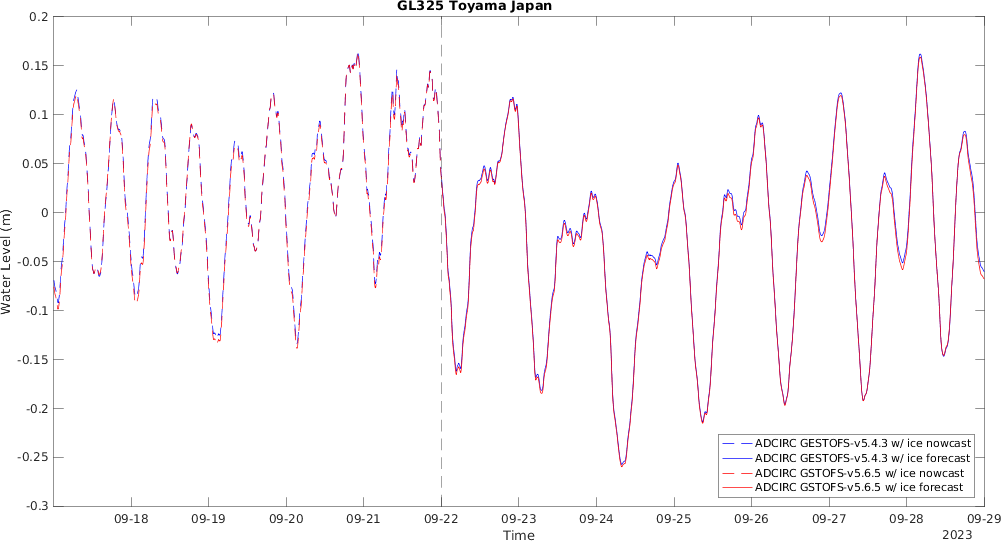 GL325 Toyama Japan
Water Level (m)
0.2
0.15
0.1
0.05
0
-0.05
-0.1
-0.15
-0.2
-0.25
-0.3
ADCIRC GESTOFS-v5.4.3 w/ ice nowcast
ADCIRC GESTOFS-v5.4.3 w/ ice forecast
ADCIRC GSTOFS-v5.6.5 w/ ice nowcast
ADCIRC GSTOFS-v5.6.5 w/ ice forecast
09-18 09-19 09-20 09-21 09-22 09-23 09-24 09-25 09-26 09-27 09-28 09-29
Time
2023